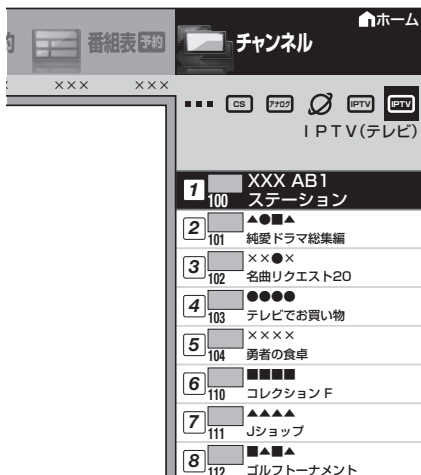 ホーム
約 番組表 予約 チャンネル
××× ×××
CS アナログ IPTV IPTV
IPTV(テレビ)
1 100 XXX AB1
ステーション
2 101 ▲●■▲
純愛ドラマ総集編
3 102 ××●×
名曲リクエスト20
4 103 ●●●●
テレビでお買い物
5 104 ××××
勇者の食卓
6 110 ■■■■
コレクション F
7 111 ▲▲▲▲
Jショップ
8 112 ■▲■▲
ゴルフトーナメント